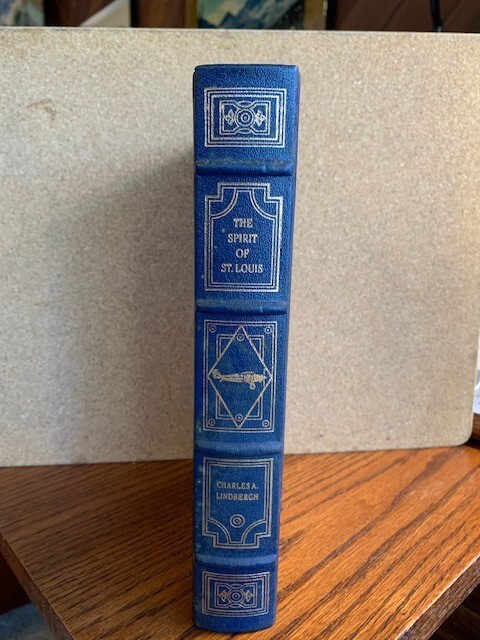 THE
SPIRIT
OF
ST. LOUIS
CHARLES A.
LINDBERGH